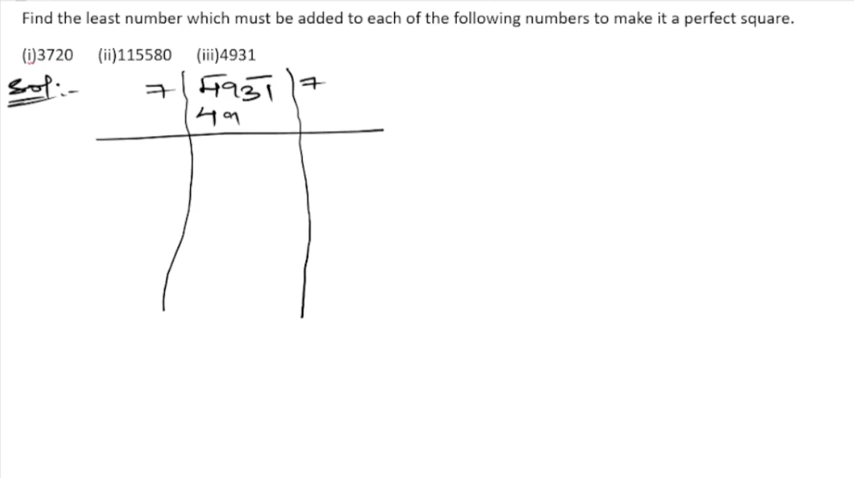 Find the least number which must be added to each of the following numbers to make it a perfect square.
(i)3720 (ii)115580 (iii)4931
Sol:-
7 4931 7
49